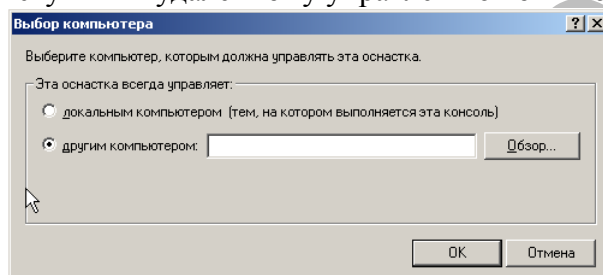 Выбор компьютера
Выберите компьютер, которым должна управлять эта оснастка.
Эта оснастка всегда управляет:
локальным компьютером (тем, на котором выполняется эта консоль)
другим компьютером:
Обзор...
OK
Отмена